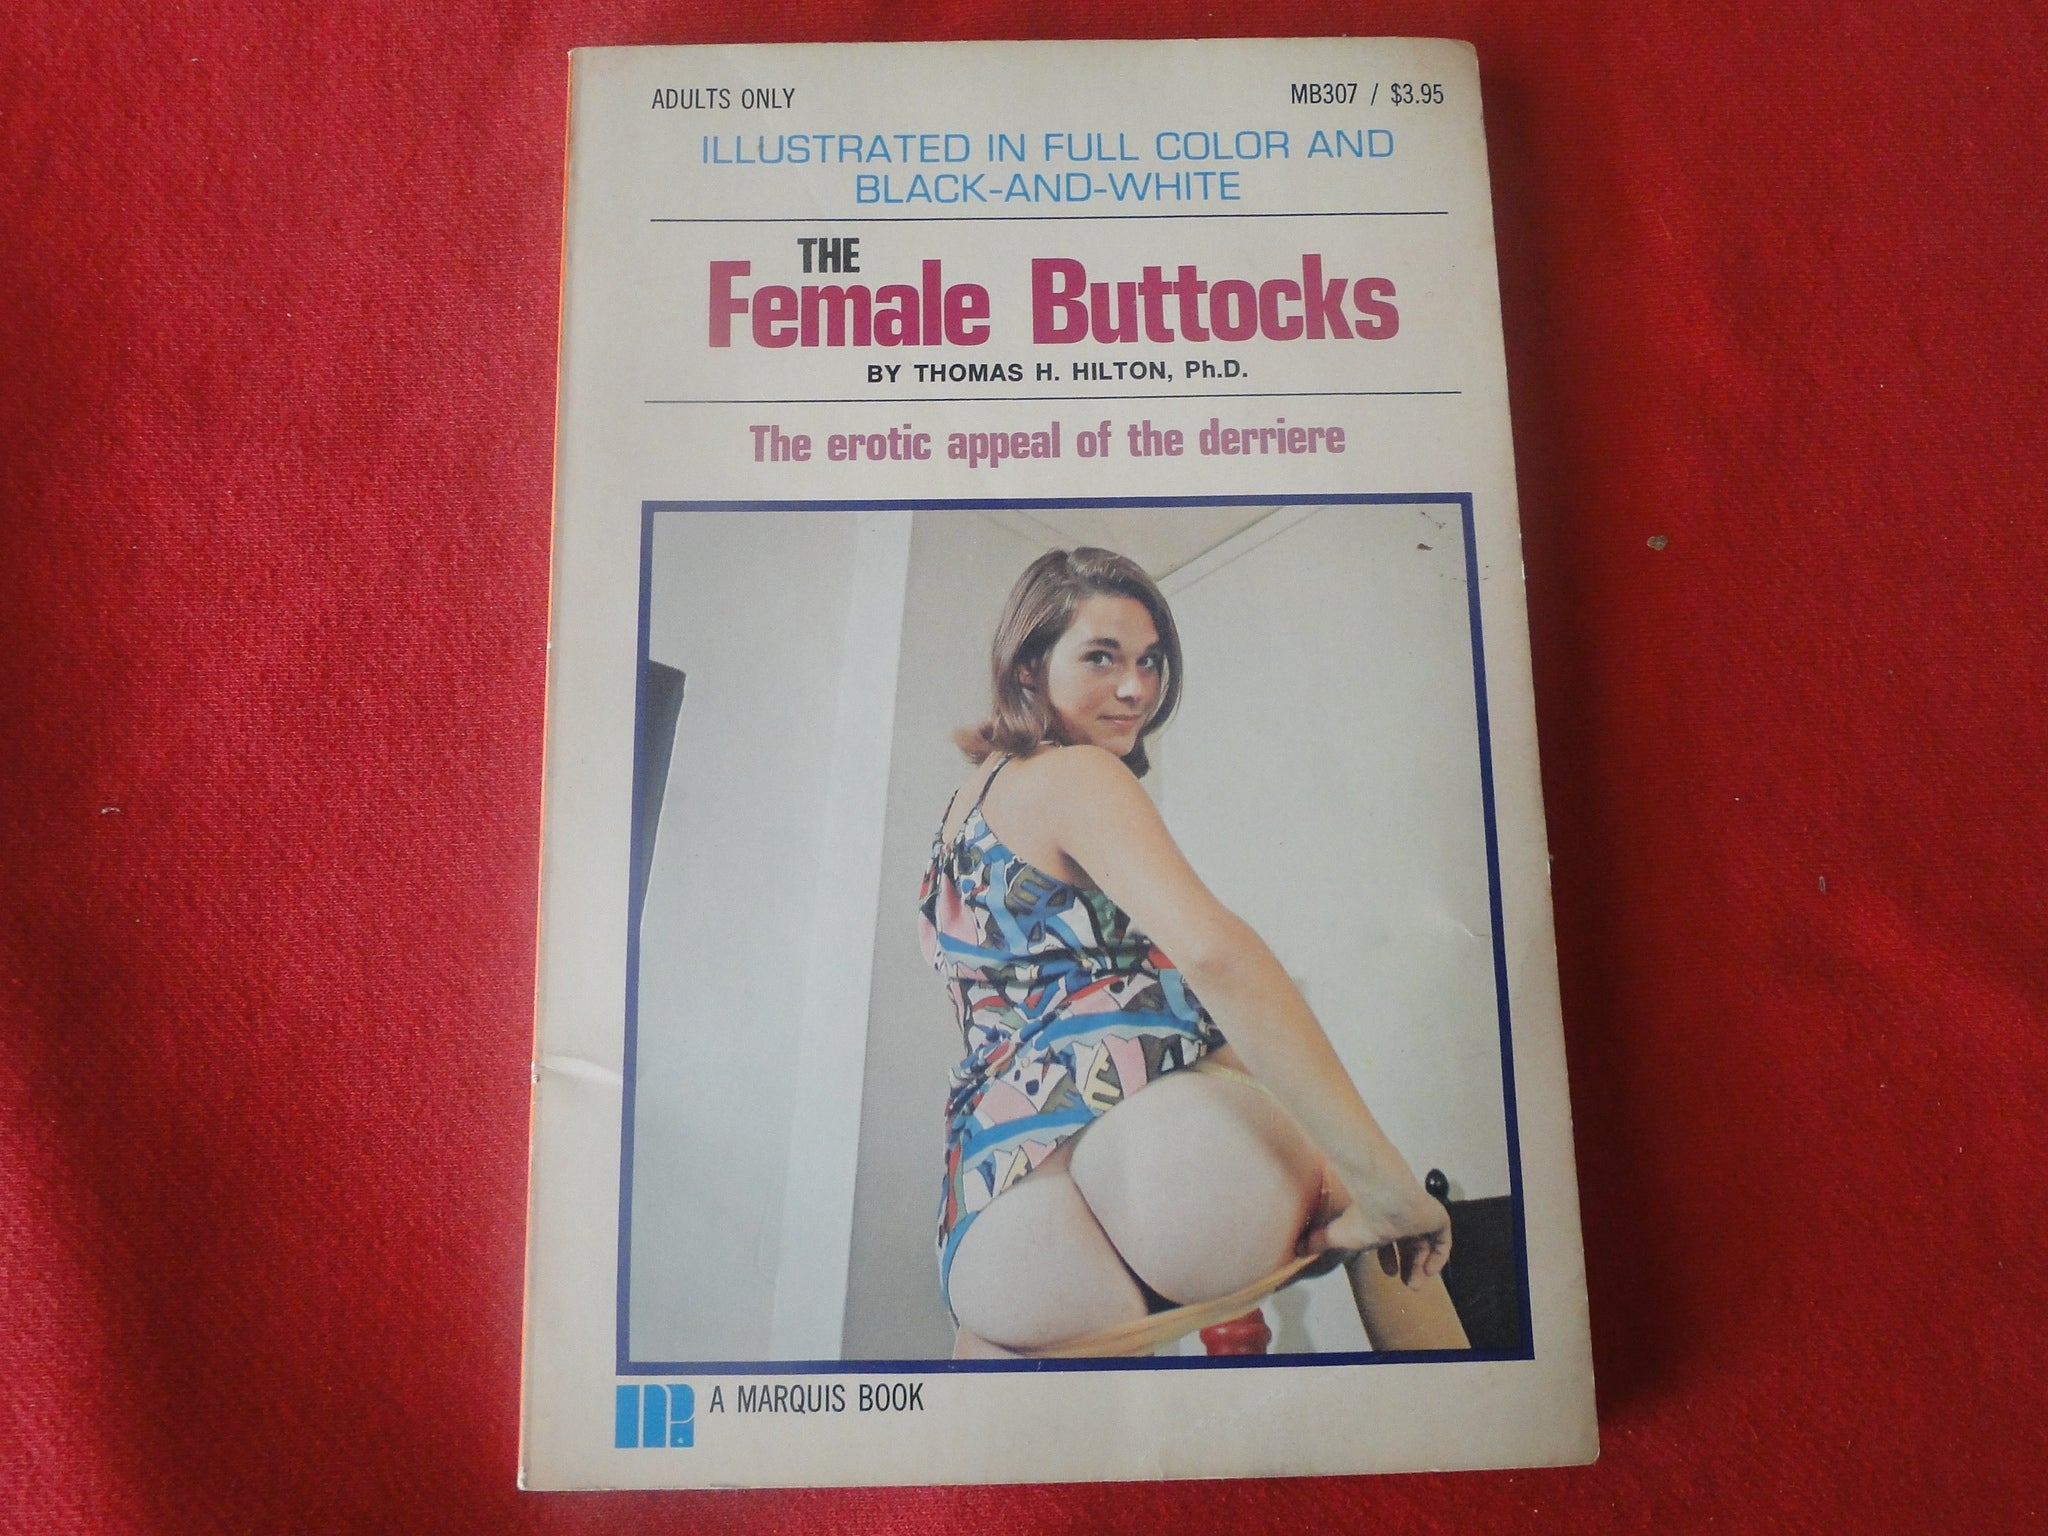 ADULTS ONLY
MB307 / $3.95
ILLUSTRATED IN FULL COLOR AND
BLACK-AND-WHITE
THE
Female Buttocks
BY THOMAS H. HILTON, Ph.D.
The erotic appeal of the derriere
A MARQUIS BOOK